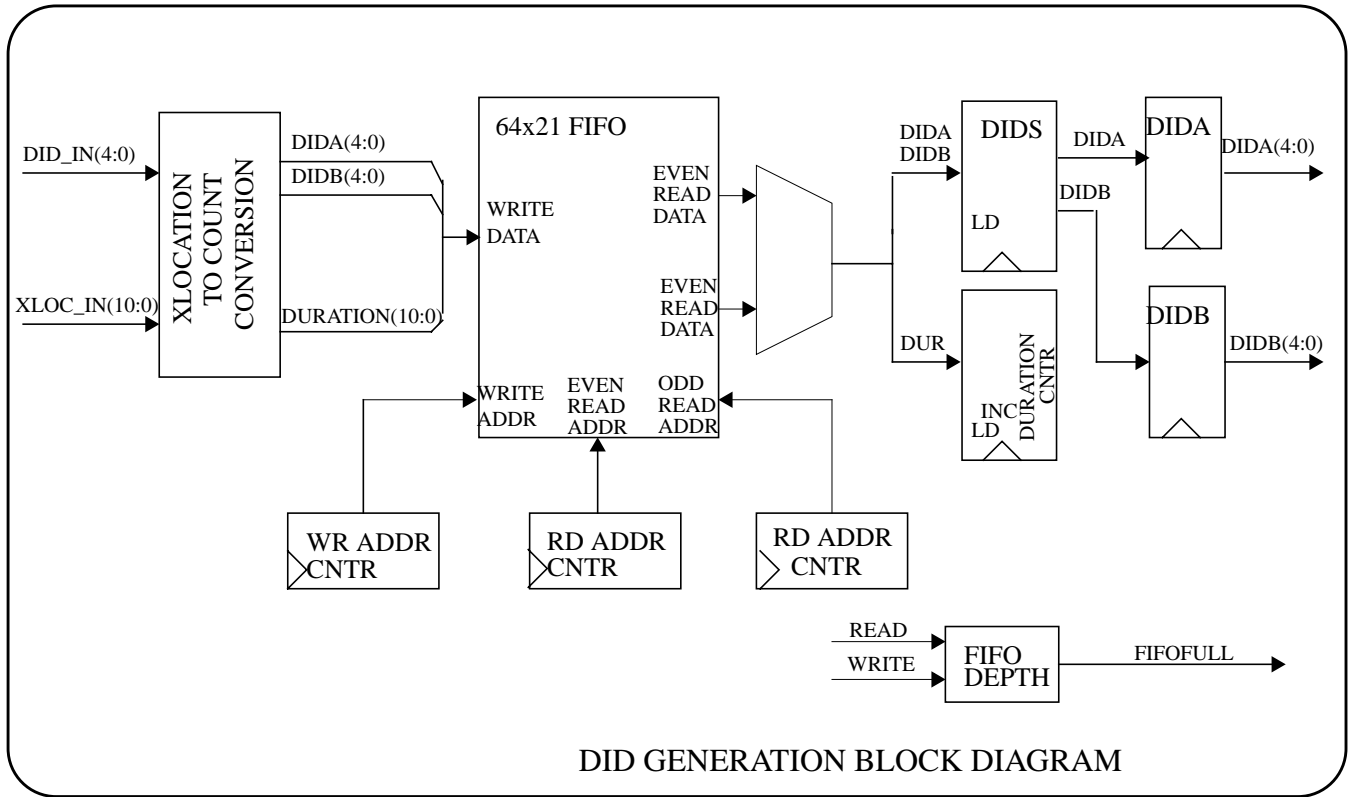 DID_IN(4:0)
XLOC_IN(10:0)
XLOCATION
TO COUNT
CONVERSION
DIDA(4:0)
DIDB(4:0)
DURATION(10:0)
64x21 FIFO
WRITE
DATA
EVEN
READ
DATA
EVEN
READ
DATA
WRITE
ADDR
EVEN
READ
ADDR
ODD
READ
ADDR
DIDA
DIDB
DUR
DIDS
LD
DIDA
DIDB
INC
LD
DURATION
CNTR
DIDA
DIDA(4:0)
DIDB
DIDB(4:0)
WR ADDR
CNTR
RD ADDR
CNTR
RD ADDR
CNTR
READ
WRITE
FIFO
DEPTH
FIFOFULL
DID GENERATION BLOCK DIAGRAM